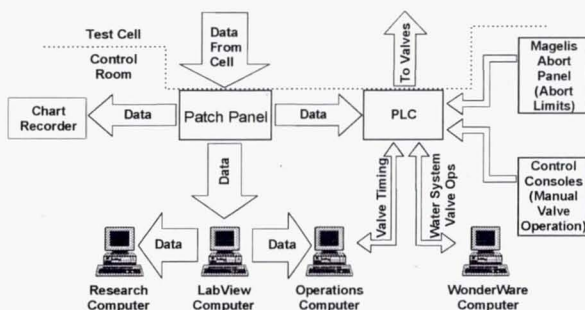 Test Cell
Control
Room
Data
From
Cell
To Valves
Magelis
Abort
Panel
(Abort
Limits)
Chart
Recorder
Data
Patch Panel
Data
PLC
Data
Valve Timing
Water System
Valve Ops
Control
Consoles
(Manual
Valve
Operation)
Data
Data
Research
Computer
LabView
Computer
Operations
Computer
WonderWare
Computer